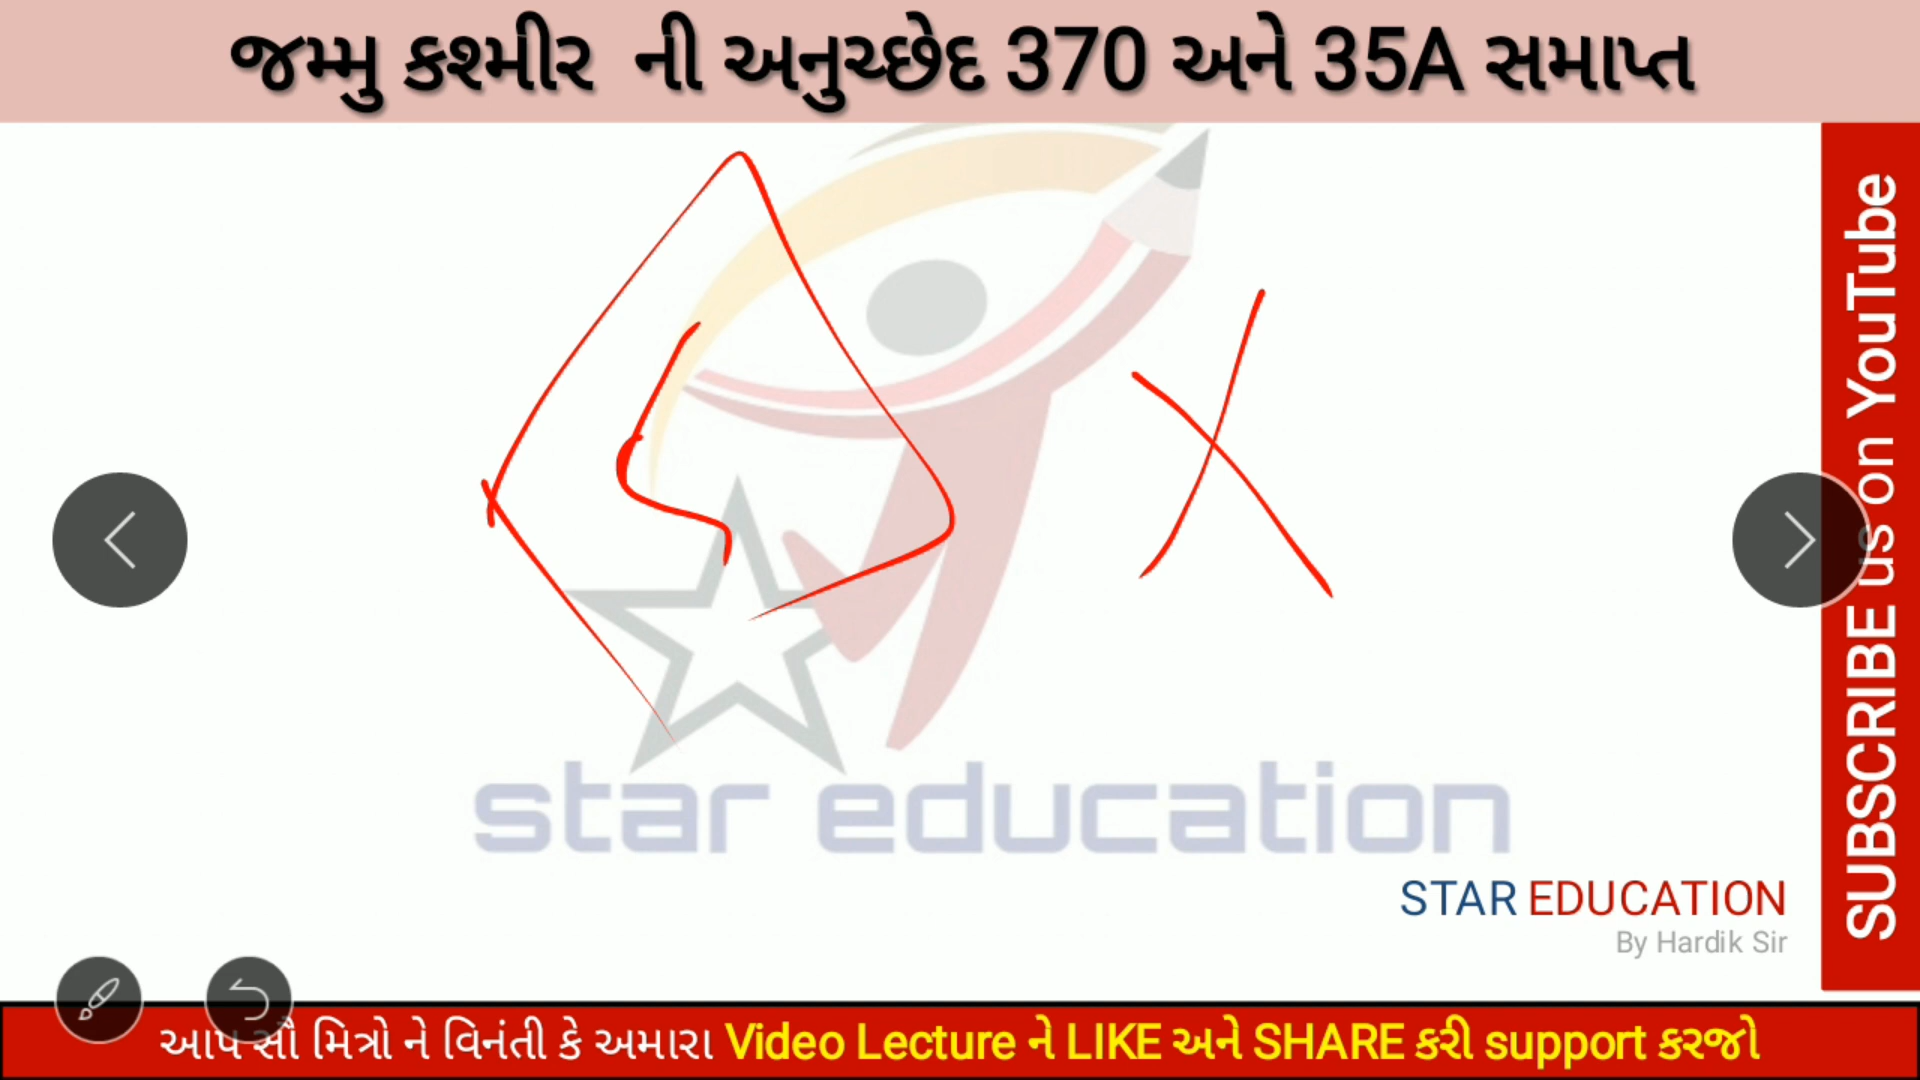 જમ્મુ કશ્મીર ની અનુચ્છેદ 370 અને 35A સમાપ્ત
SUBSCRIBE us on YouTube
star education
STAR EDUCATION
By Hardik Sir
આપ સૌ મિત્રો ને વિનંતી કે અમારા Video Lecture ને LIKE અને SHARE કરી support કરજો